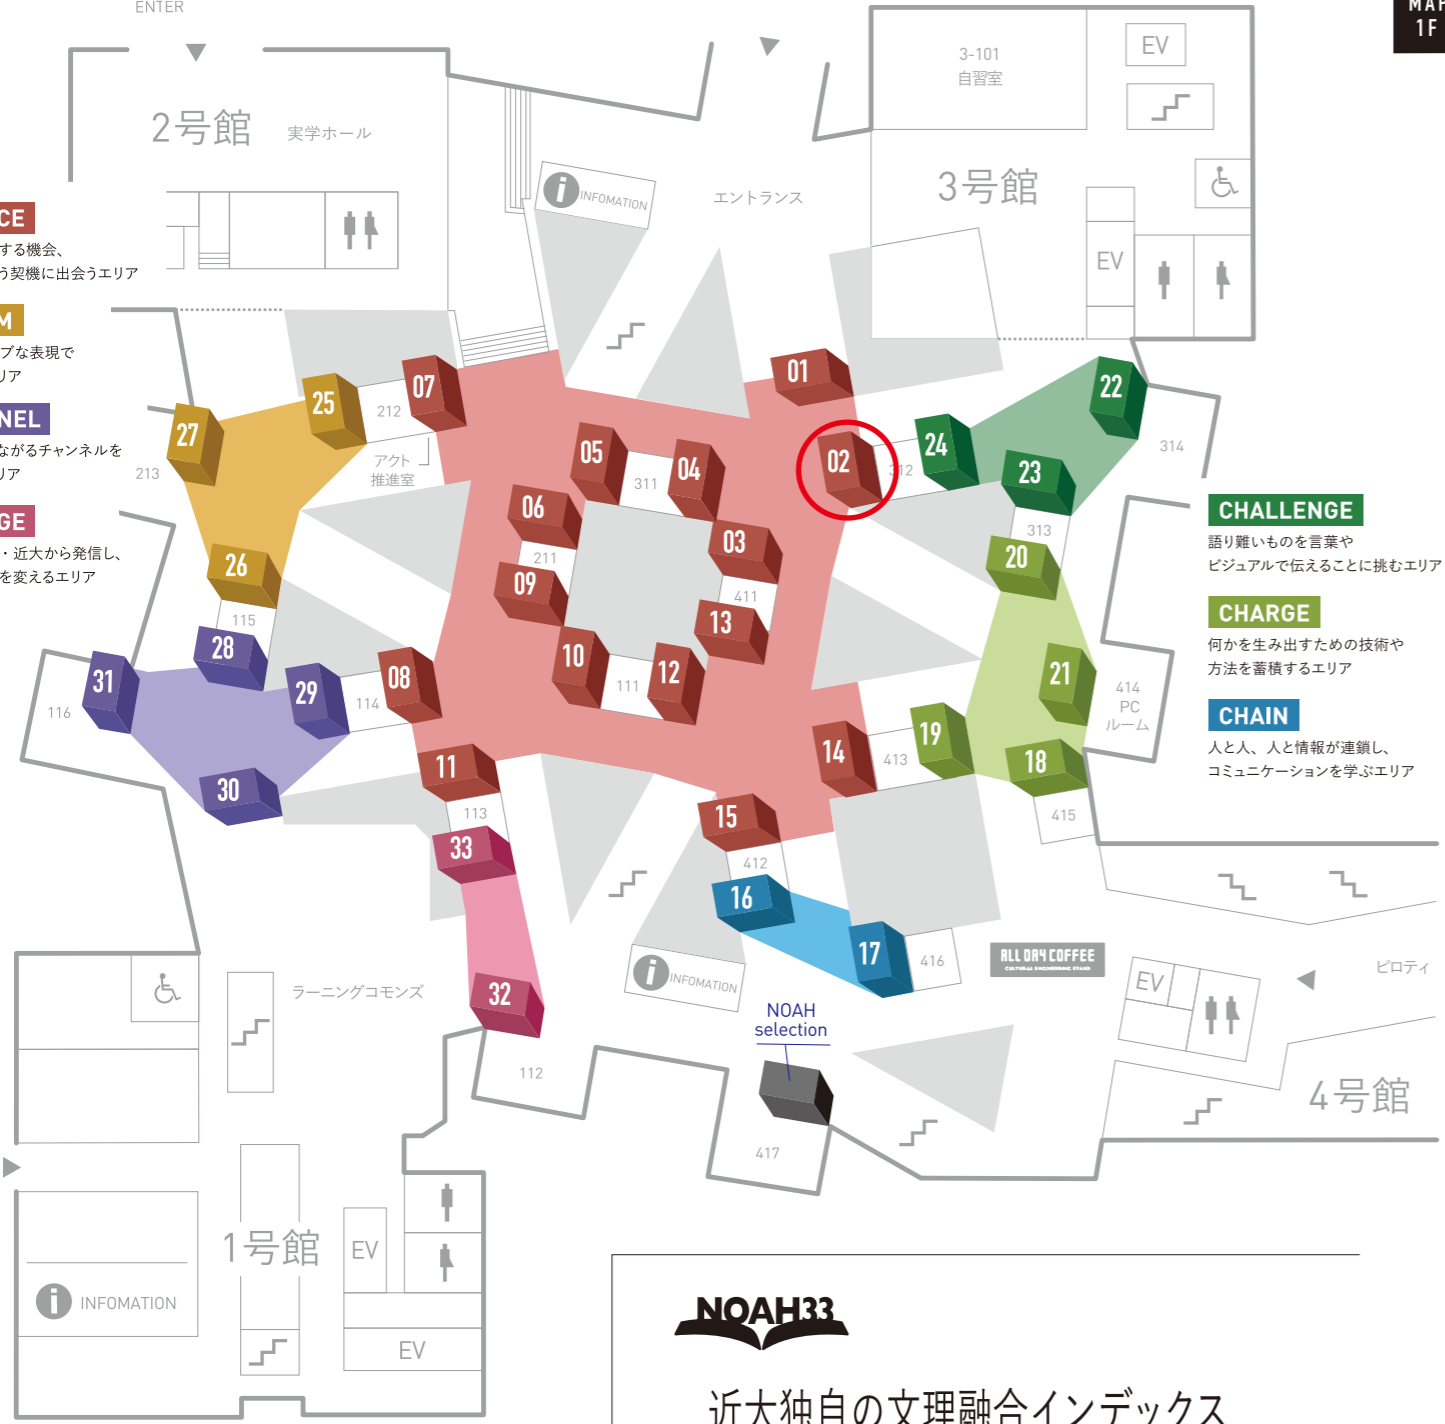 ENTER
MAP
1F
2号館
実学ホール
INFOMATION
エントランス
3-101
自習室
EV
3号館
EV
CE
する機会、
う契機に出会うエリア
M
ブな表現で
リア
NEL
ながるチャンネルを
リア
GE
・近大から発信し、
を変えるエリア
01
02
03
04
05
06
07
08
09
10
11
12
13
14
15
16
17
18
19
20
21
22
23
24
25
26
27
28
29
30
31
32
33
212
アクト
推進室
213
311
211
411
111
312
313
314
115
116
114
113
112
413
412
414
PC
ルーム
415
416
417
CHALLENGE
語り難いものを言葉や
ビジュアルで伝えることに挑むエリア
CHARGE
何かを生み出すための技術や
方法を蓄積するエリア
CHAIN
人と人、人と情報が連鎖し、
コミュニケーションを学ぶエリア
ALL DAY COFFEE
CULTURAL ENGINEERING STAND
INFOMATION
NOAH
selection
EV
ピロティ
4号館
ラーニングコモンズ
1号館
EV
INFOMATION
EV
NOAH33
近大独自の文理融合インデックス